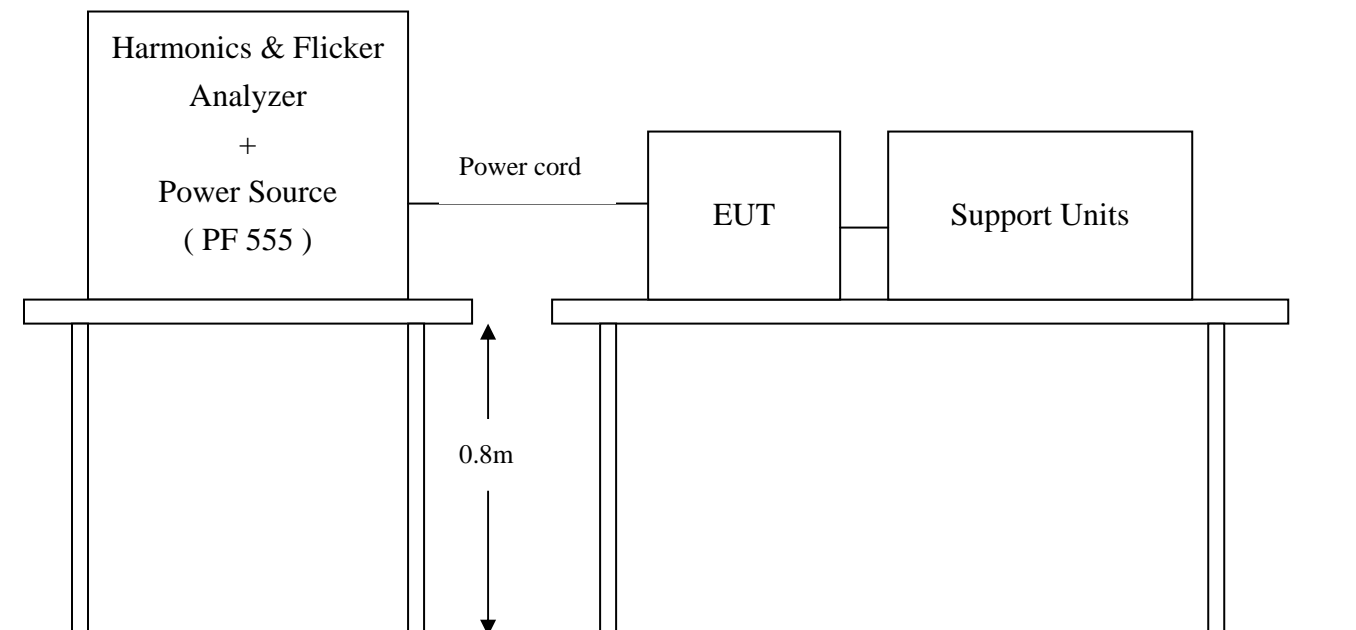 Harmonics & Flicker
Analyzer
+
Power Source
( PF 555 )
Power cord
EUT
Support Units
0.8m